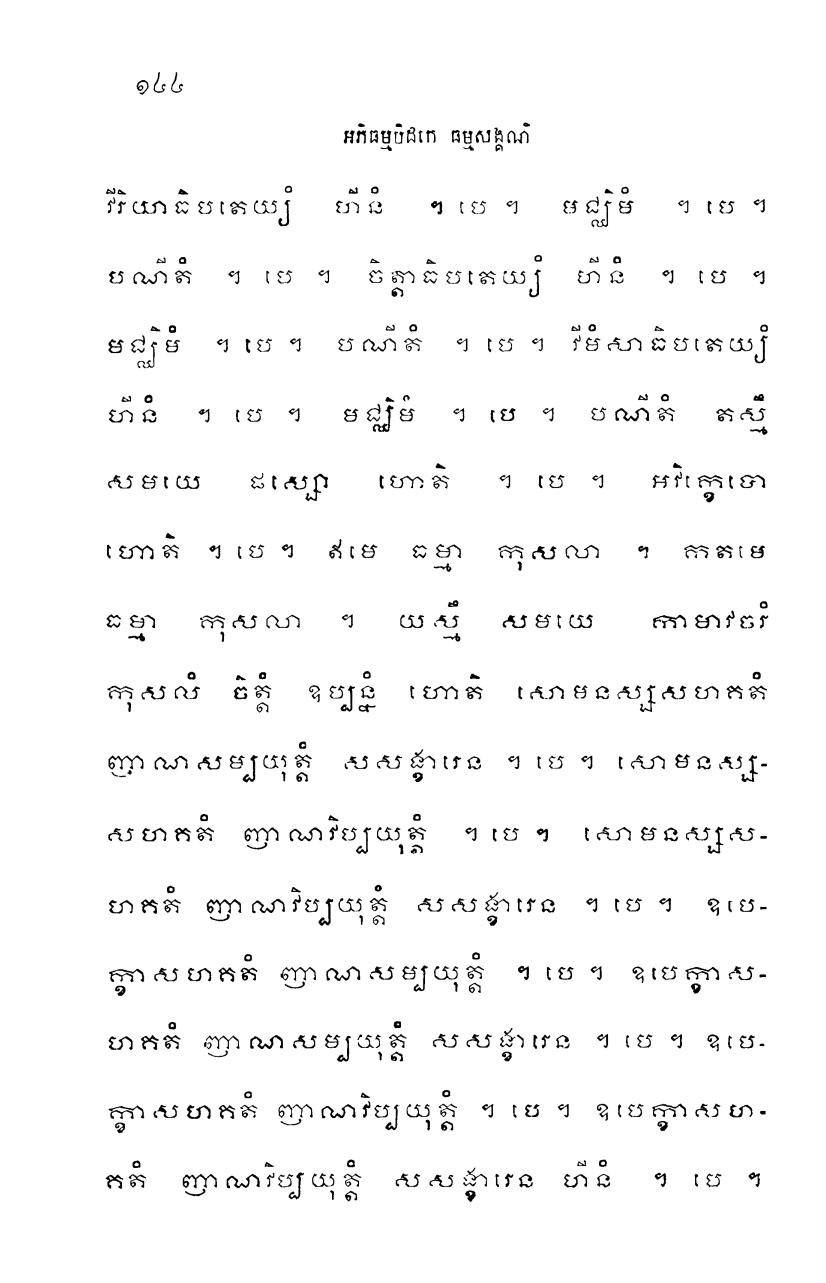 ១៤៤
អភិធម្មបិដកេ ធម្មសង្គណិ
វីរិយាធិបតេយ្យំ ហីនំ ។ បេ ។ មជ្ឈិមំ ។ បេ ។
បណីតំ ។ បេ ។ ចិត្តាធិបតេយ្យំ ហីនំ ។ បេ ។
មជ្ឈិមំ ។ បេ ។ បណីតំ ។ បេ ។ វីមំសាធិបតេយ្យំ
ហីនំ ។ បេ ។ មជ្ឈិមំ ។ បេ ។ បណីតំ តស្មឹ
សមយេ ផស្សោ ហោតិ ។ បេ ។ អវិក្ខេបោ
ហោតិ ។ បេ ។ ឥមេ ធម្មា កុសលា ។ កតមេ
ធម្មា កុសលា ។ យស្មឹ សមយេ កាមាវចរំ
កុសលំ ចិត្តំ ឧប្បន្នំ ហោតិ សោមនស្សសហគតំ
ញាណសម្បយុត្តំ សសង្ខារេន ។ បេ ។ សោមនស្ស-
សហគតំ ញាណវិប្បយុត្តំ ។ បេ ។ សោមនស្សស-
ហគតំ ញាណវិប្បយុត្តំ សសង្ខារេន ។ បេ ។ ឧបេ-
ក្ខាសហគតំ ញាណសម្បយុត្តំ ។ បេ ។ ឧបេក្ខាស-
ហគតំ ញាណសម្បយុត្តំ សសង្ខារេន ។ បេ ។ ឧបេ-
ក្ខាសហគតំ ញាណវិប្បយុត្តំ ។ បេ ។ ឧបេក្ខាសហ-
គតំ ញាណវិប្បយុត្តំ សសង្ខារេន ហីនំ ។ បេ ។